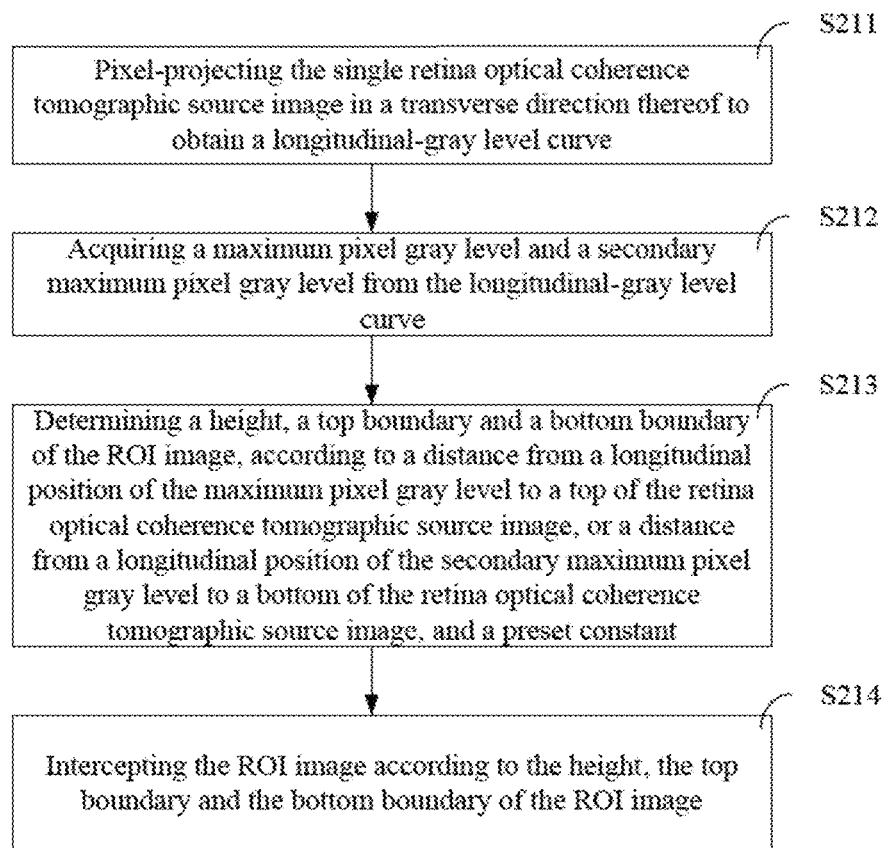 S211
Pixel-projecting the single retina optical coherence
tomographic source image in a transverse direction thereof to
obtain a longitudinal-gray level curve
S212
Acquiring a maximum pixel gray level and a secondary
maximum pixel gray level from the longitudinal-gray level
curve
S213
Determining a height, a top boundary and a bottom boundary
of the ROI image, according to a distance from a longitudinal
position of the maximum pixel gray level to a top of the retina
optical coherence tomographic source image, or a distance
from a longitudinal position of the secondary maximum pixel
gray level to a bottom of the retina optical coherence
tomographic source image, and a preset constant
S214
Intercepting the ROI image according to the height, the top
boundary and the bottom boundary of the ROI image